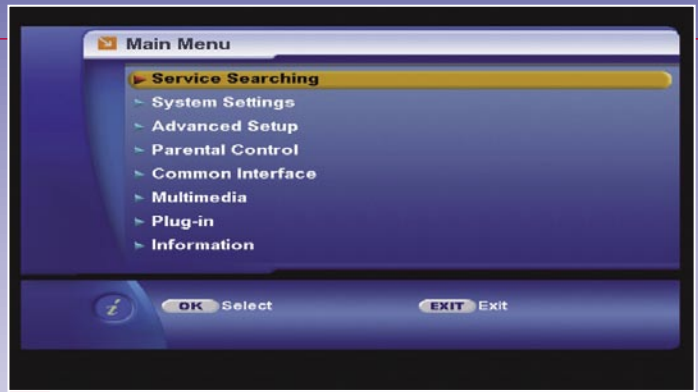 Main Menu
Service Searching
System Settings
Advanced Setup
Parental Control
Common Interface
Multimedia
Plug-in
Information
i OK Select EXIT Exit